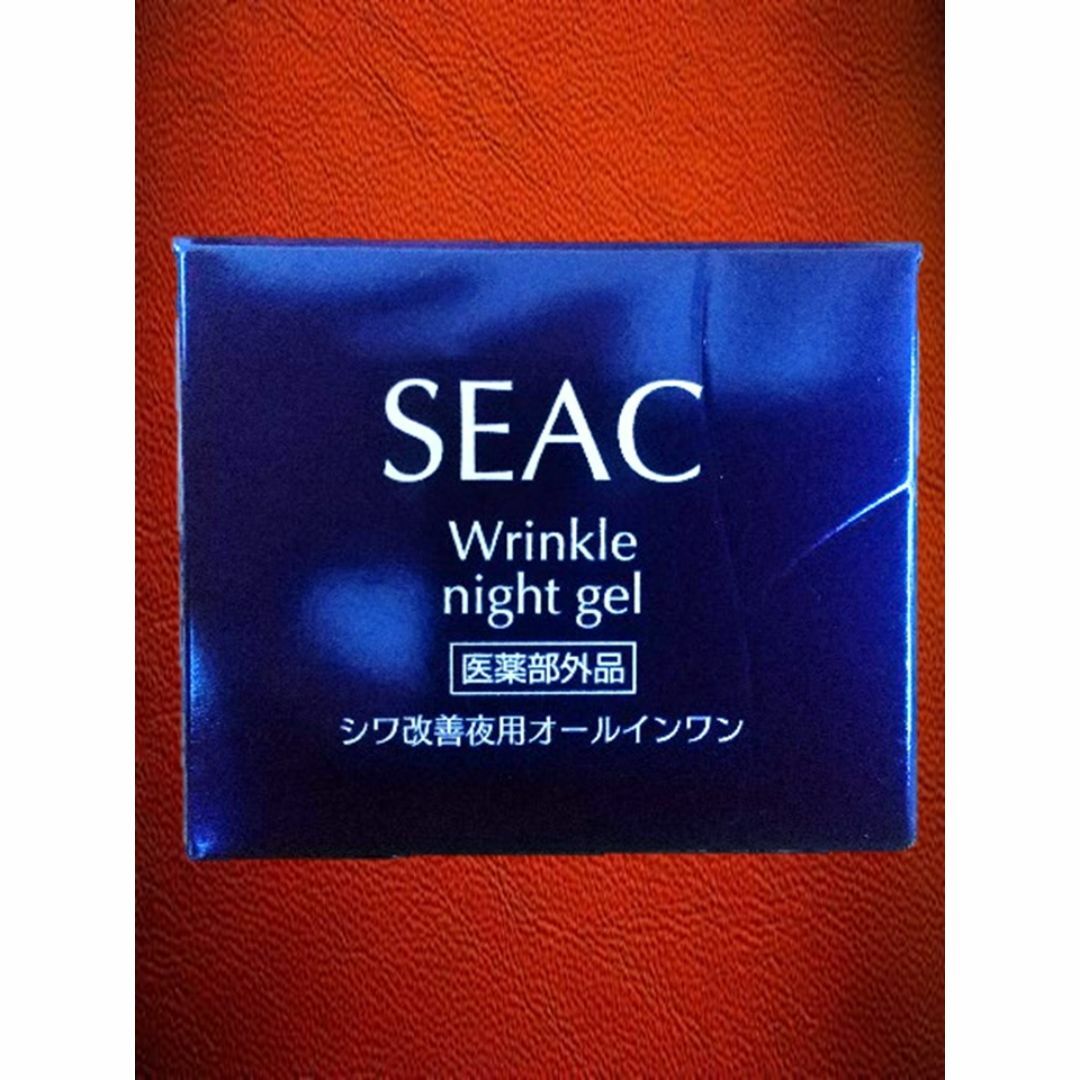 SEAC
Wrinkle
night gel
医薬部外品
シワ改善夜用オールインワン